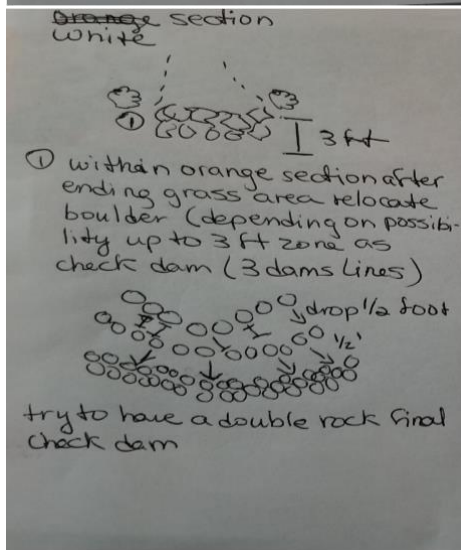 orange section
white
① 3 ft
① within orange section after
ending grass area relocate
boulder (depending on possibi-
lity up to 3 ft zone as
check dam (3 dams lines)
drop 1/2 foot
1/2'
try to have a double rock final
check dam